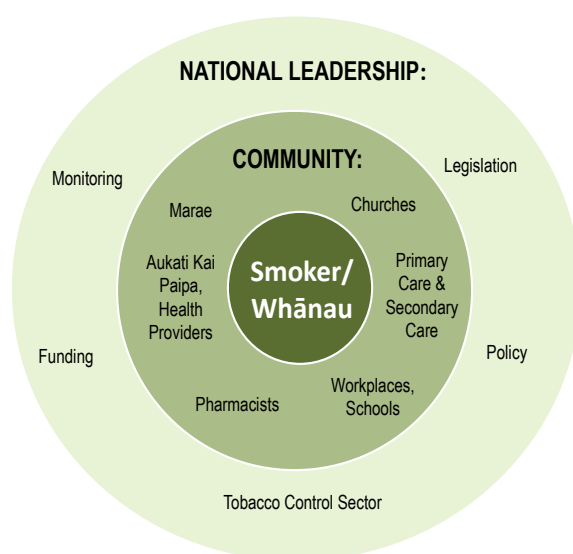 NATIONAL LEADERSHIP:
Monitoring
Legislation
Funding
Policy
Tobacco Control Sector
COMMUNITY:
Marae
Churches
Aukati Kai
Paipa,
Health
Providers
Primary
Care &
Secondary
Care
Pharmacists
Workplaces,
Schools
Smoker/
Whānau